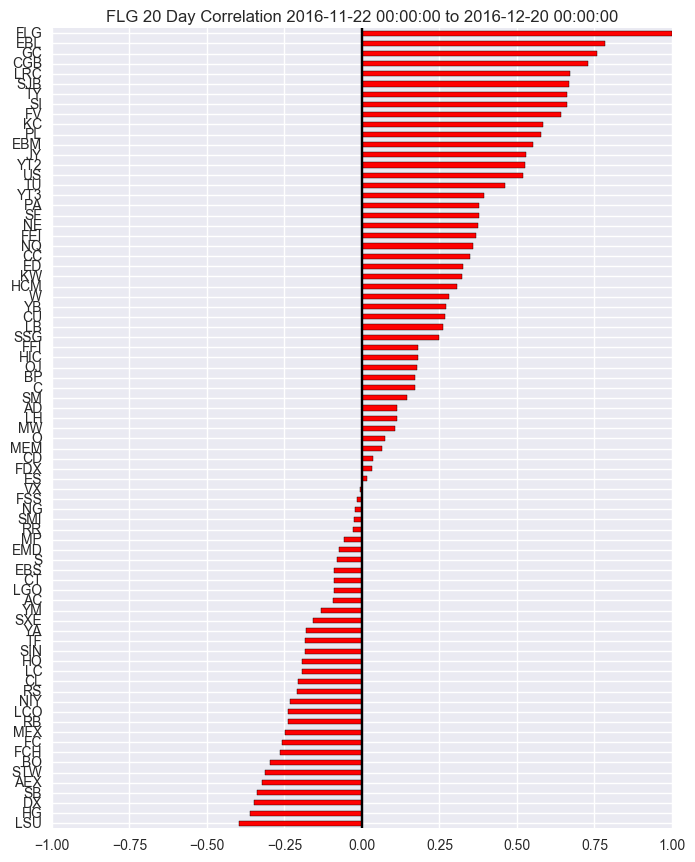 FLG 20 Day Correlation 2016-11-22 00:00:00 to 2016-12-20 00:00:00
FLG
EBL
GC
CGB
LRC
SJB
TY
SI
FV
KC
PL
EBM
JY
YT2
US
TU
YT3
PA
SE
NE
FEI
NQ
CC
ED
KW
HCM
W
YB
CU
LB
SSG
FFI
HIC
OJ
BP
C
SM
AD
LH
MW
O
MEM
CD
FDX
ES
VX
FSS
NG
SMI
RR
MP
EMD
S
EBS
CT
LGO
AC
YM
SXE
YA
TF
SIN
HO
LC
CL
RS
NIY
LCO
RB
MEX
FC
FCH
BO
STW
AEX
SB
DX
HG
LSU
−1.00 −0.75 −0.50 −0.25 0.00 0.25 0.50 0.75 1.00